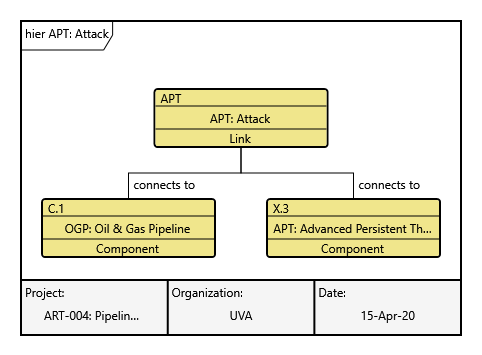 hier APT: Attack
APT
APT: Attack
Link
connects to
connects to
C.1
OGP: Oil & Gas Pipeline
Component
X.3
APT: Advanced Persistent Th...
Component
Project:
ART-004: Pipelin...
Organization:
UVA
Date:
15-Apr-20